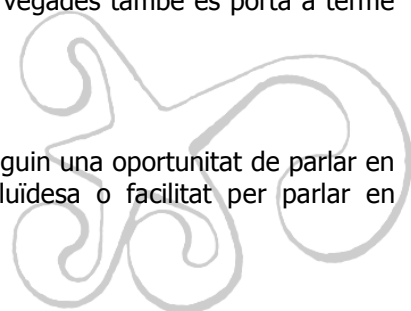 vegades també es porta a terme
guin una oportunitat de parlar en
luïdesa o facilitat per parlar en